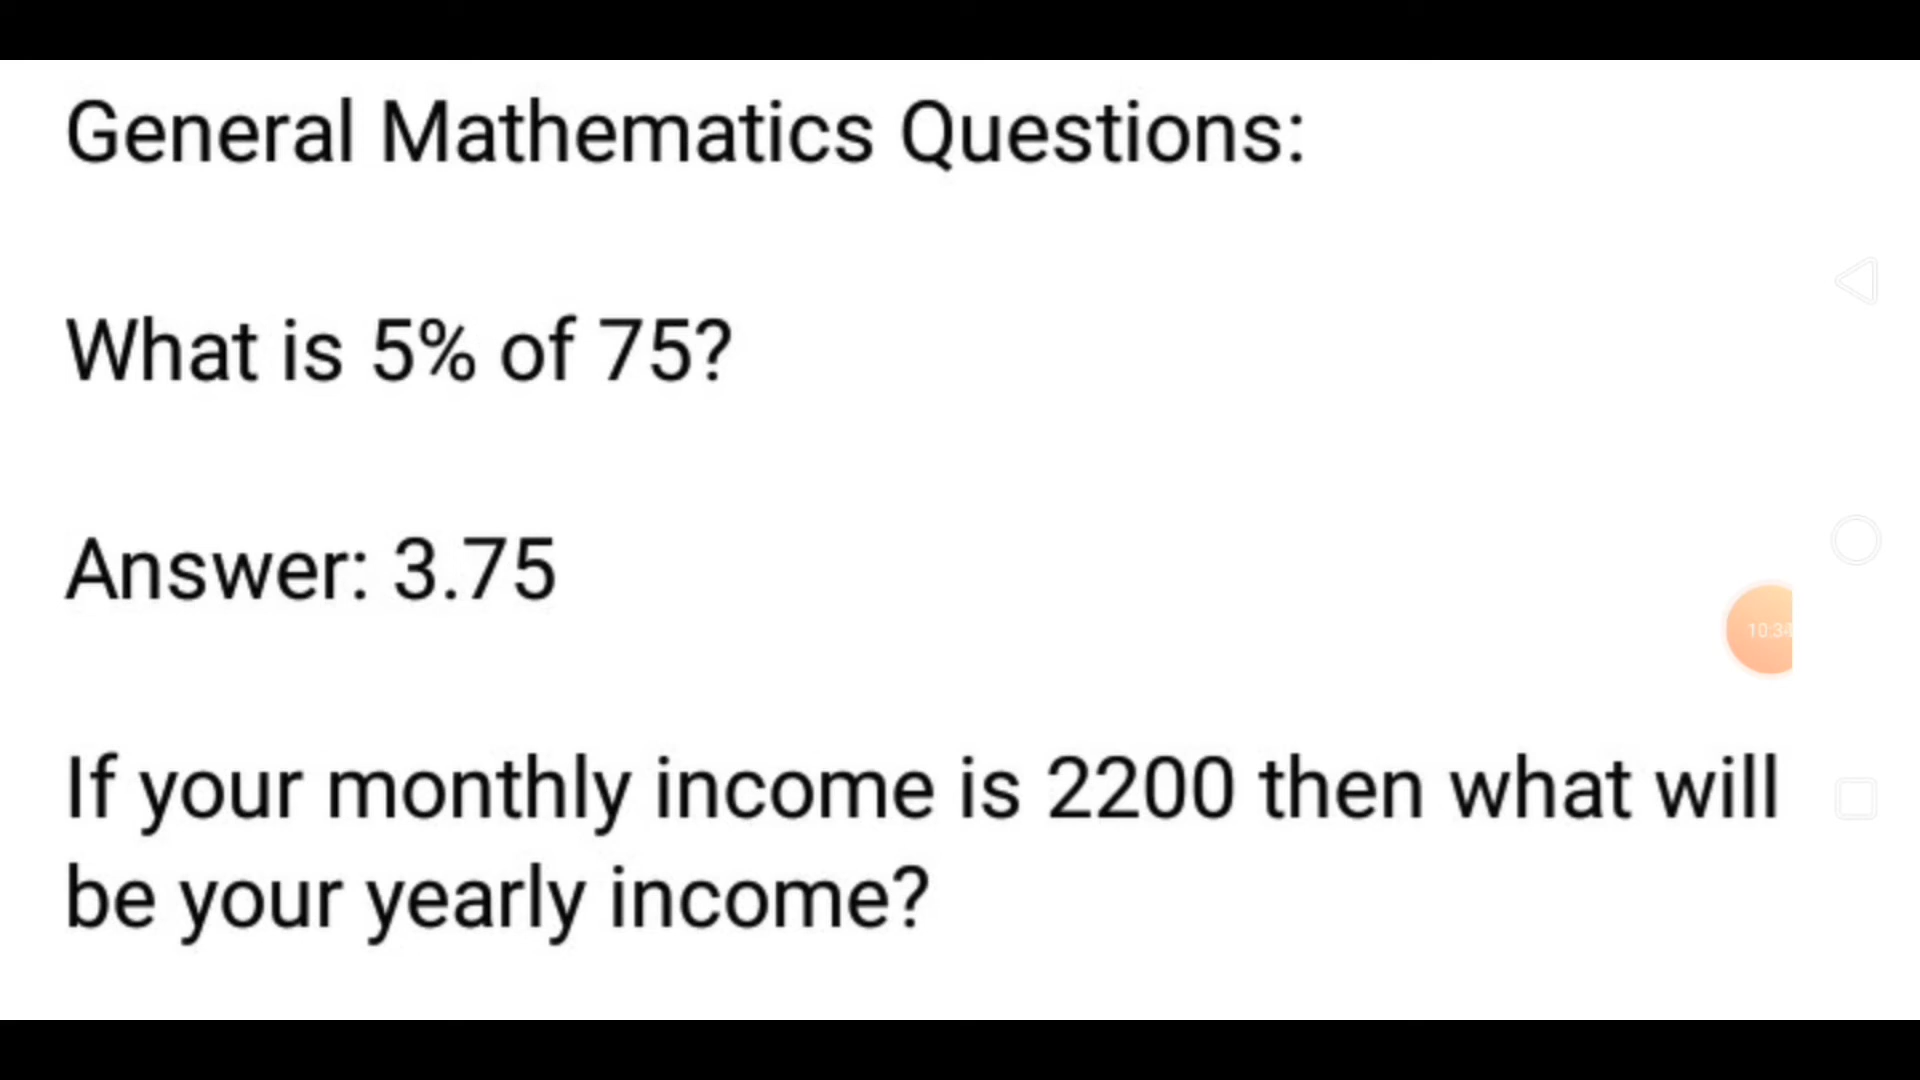 General Mathematics Questions:
What is 5% of 75?
Answer: 3.75
If your monthly income is 2200 then what will
be your yearly income?